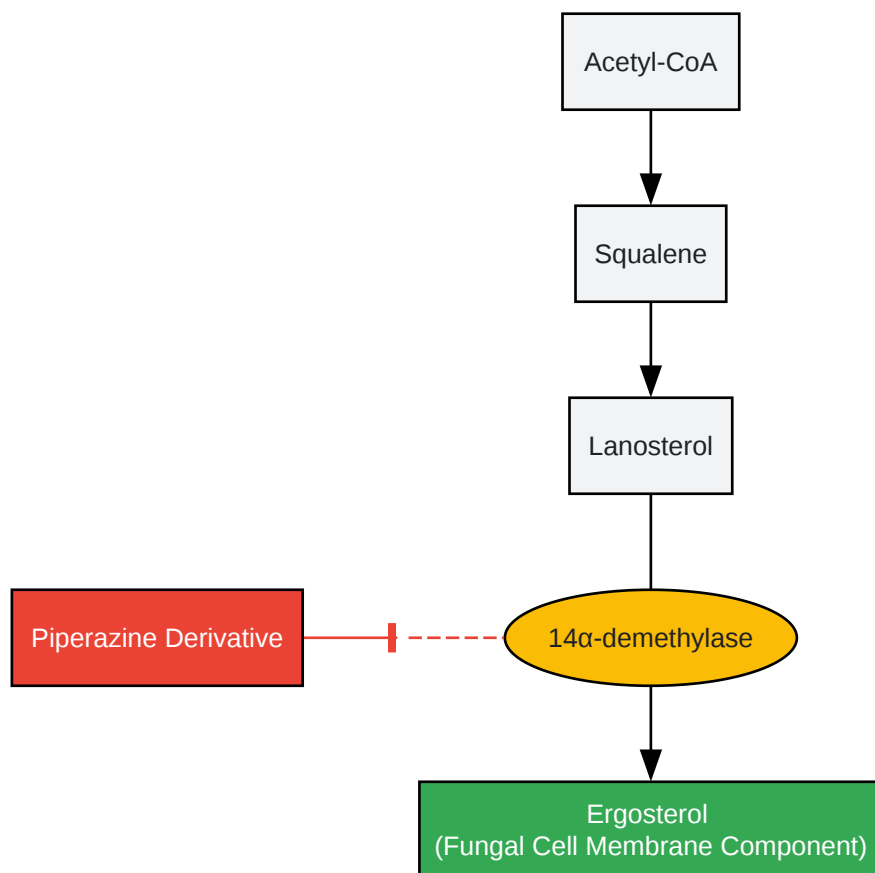 Acetyl-CoA
Squalene
Lanosterol
Piperazine Derivative
14α-demethylase
Ergosterol
(Fungal Cell Membrane Component)